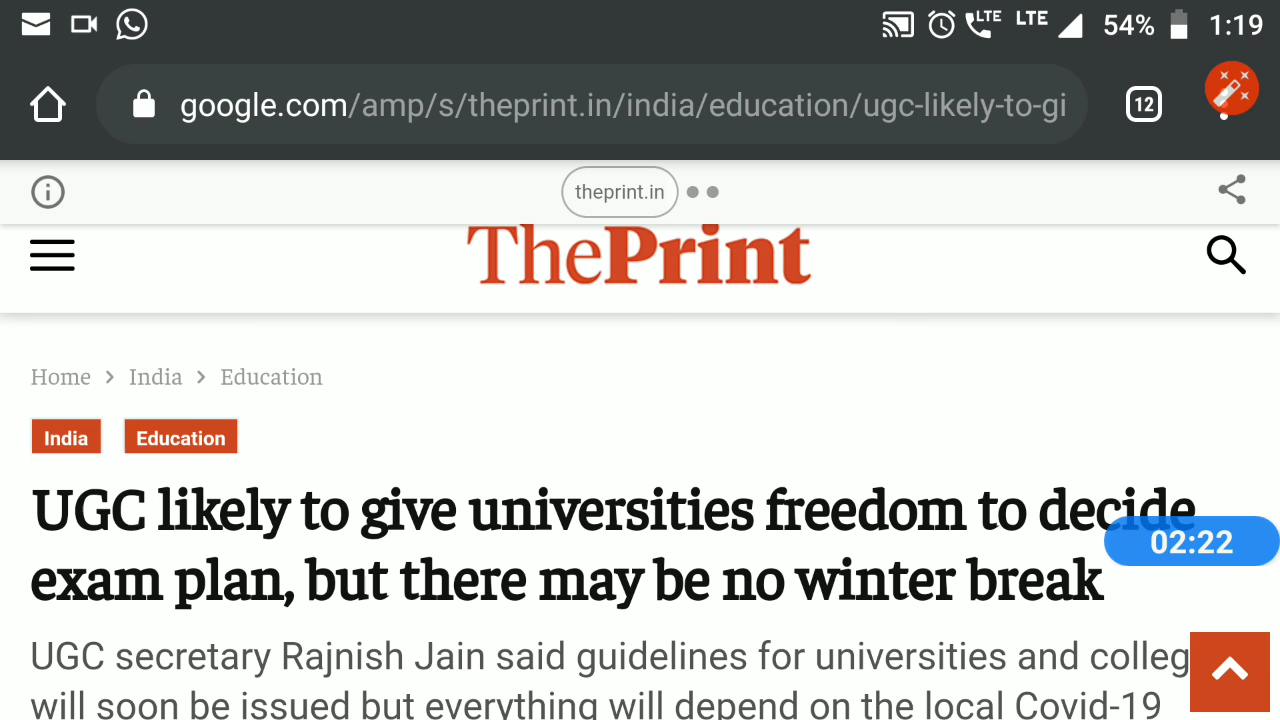 LTE LTE 54% 1:19
google.com/amp/s/theprint.in/india/education/ugc-likely-to-gi 12
theprint.in
ThePrint
Home > India > Education
India Education
UGC likely to give universities freedom to decide
02:22
exam plan, but there may be no winter break
UGC secretary Rajnish Jain said guidelines for universities and colleg
will soon be issued but everything will depend on the local Covid-19